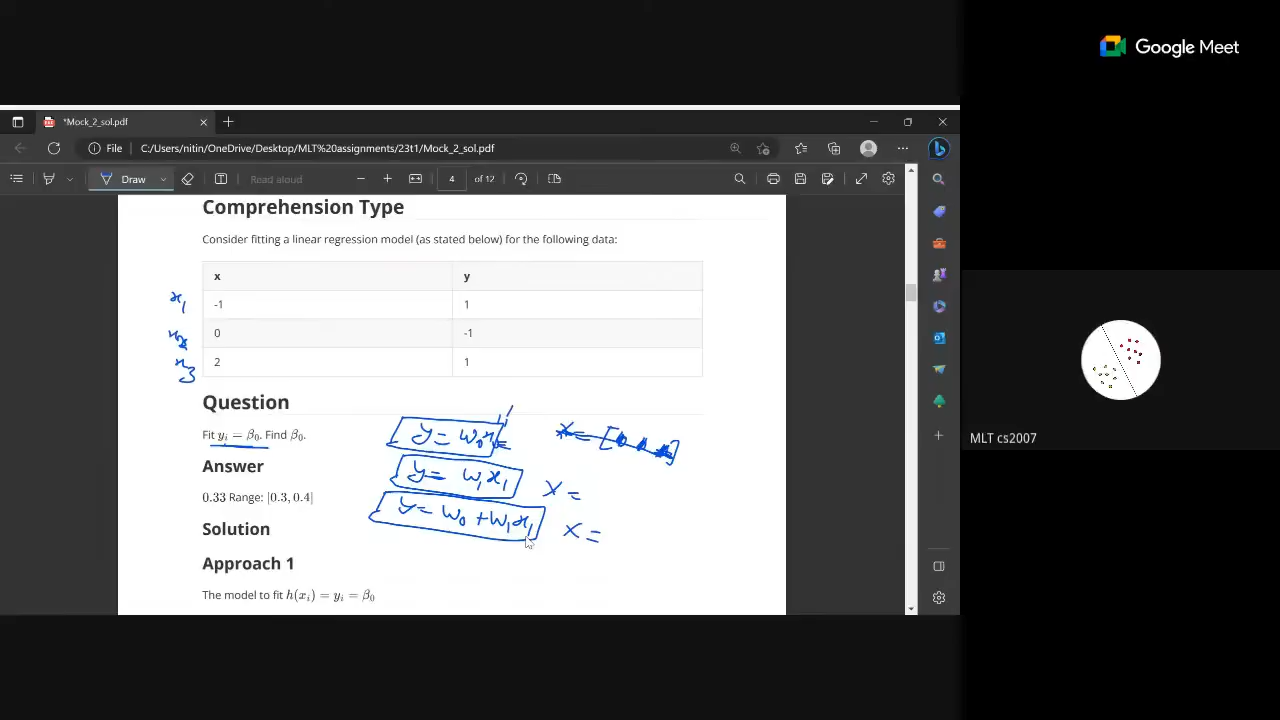 Google Meet
*Mock_2_sol.pdf
File C:/Users/nitin/OneDrive/Desktop/MLT%20assignments/23t1/Mock_2_sol.pdf
Draw Read aloud 4 of 12
Comprehension Type
Consider fitting a linear regression model (as stated below) for the following data:
x y
x₁ -1 1
x₂ 0 -1
x₃ 2 1
Question
Fit yᵢ = β₀. Find β₀.
y = w₀x
Answer
y = w₁x₁ X =
0.33 Range: [0.3, 0.4]
y = w₀ + w₁x₁ X =
Solution
Approach 1
The model to fit h(xᵢ) = yᵢ = β₀
MLT cs2007